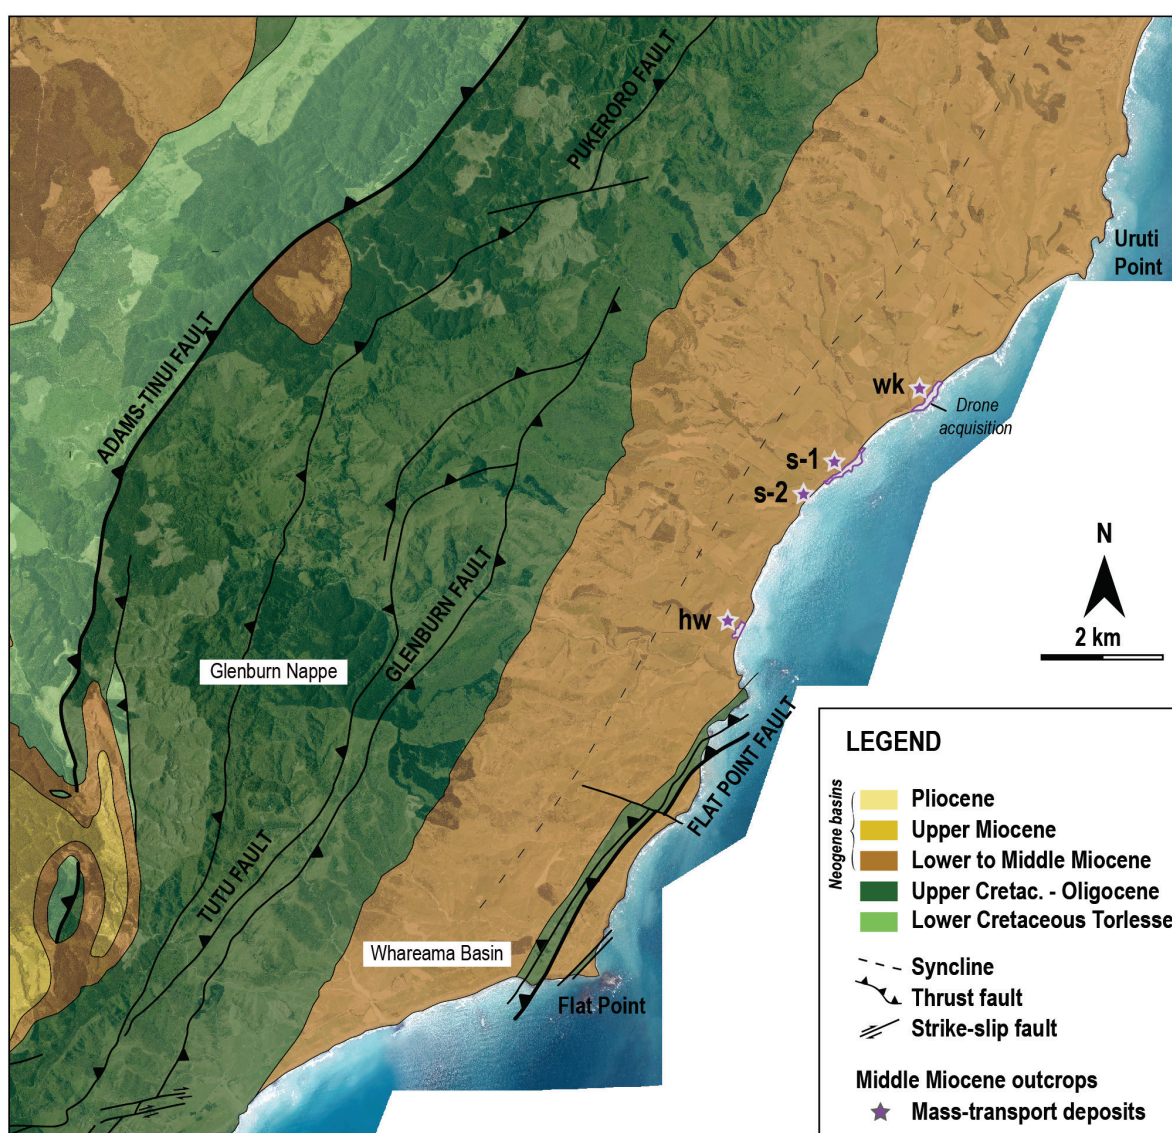 PUKERORO FAULT
Uruti
Point
ADAMS-TINUI FAULT
wk
Drone
acquisition
s-1
s-2
N
2 km
hw
GLENBURN FAULT
Glenburn Nappe
FLAT POINT FAULT
TUTU FAULT
Whareama Basin
Flat Point
LEGEND
Neogene basins
Pliocene
Upper Miocene
Lower to Middle Miocene
Upper Cretac. - Oligocene
Lower Cretaceous Torlesse
Syncline
Thrust fault
Strike-slip fault
Middle Miocene outcrops
Mass-transport deposits